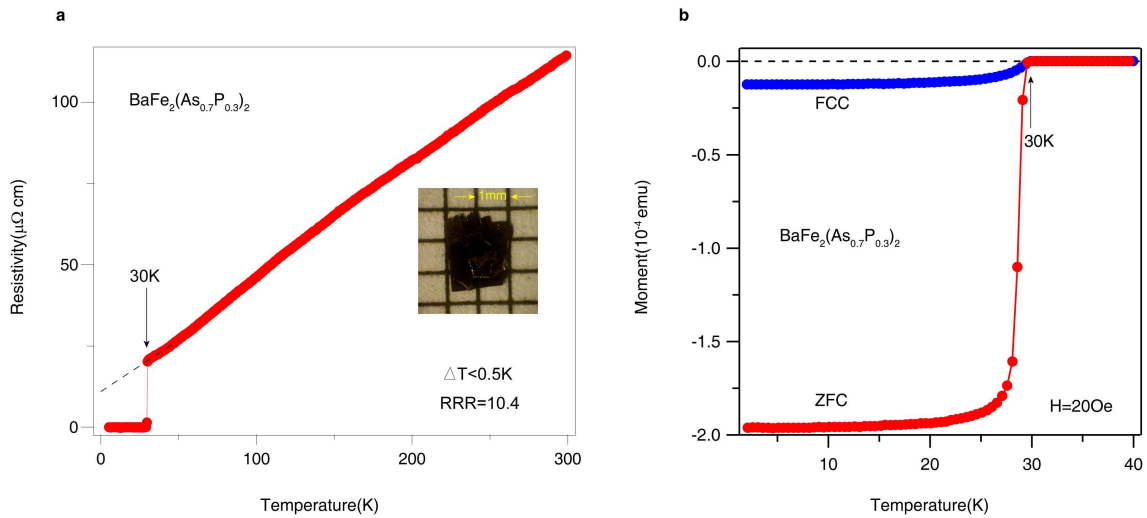 a
Resistivity(μΩ cm)
100
50
0
BaFe2(As0.7P0.3)2
1mm
30K
△T<0.5K
RRR=10.4
0
100
200
300
Temperature(K)
b
Moment(10-4 emu)
0.0
-0.5
-1.0
-1.5
-2.0
FCC
30K
BaFe2(As0.7P0.3)2
ZFC
H=20Oe
10
20
30
40
Temperature(K)